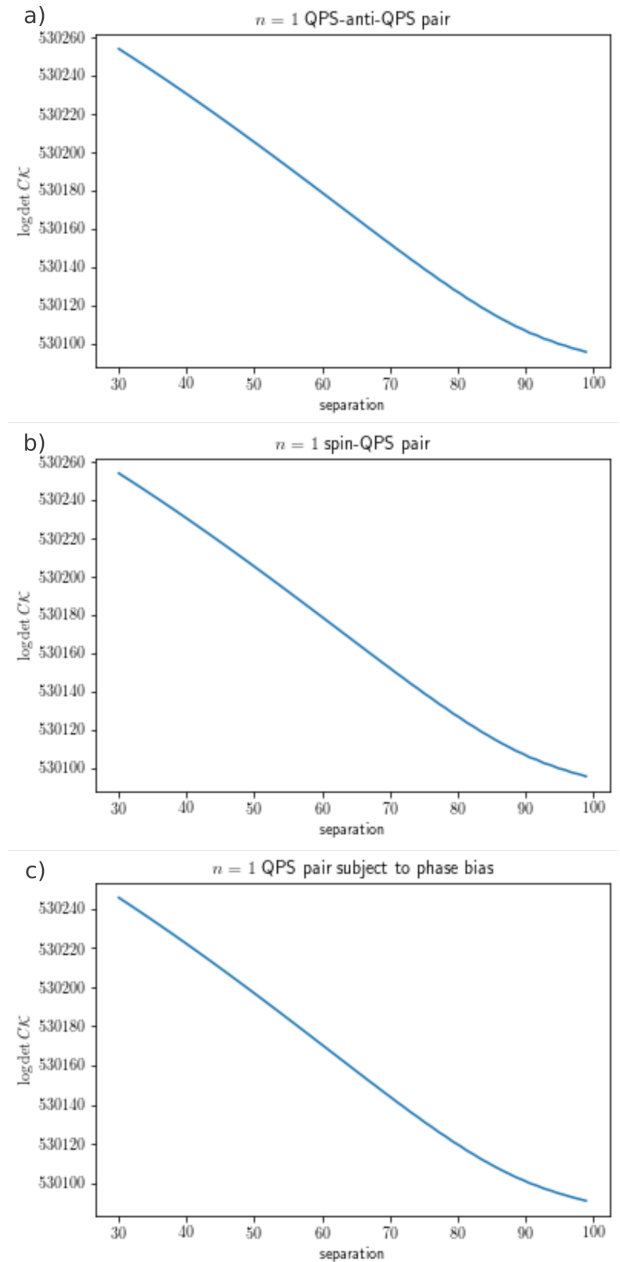 a)
n = 1 QPS-anti-QPS pair
530260
530240
530220
530200
530180
530160
530140
530120
530100
log det CK
30 40 50 60 70 80 90 100
separation
b)
n = 1 spin-QPS pair
530260
530240
530220
530200
530180
530160
530140
530120
530100
log det CK
30 40 50 60 70 80 90 100
separation
c)
n = 1 QPS pair subject to phase bias
530240
530220
530200
530180
530160
530140
530120
530100
log det CK
30 40 50 60 70 80 90 100
separation